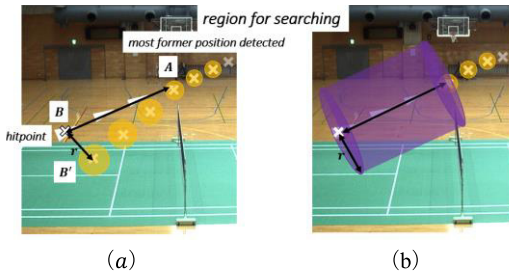 region for searching
most former position detected
A
B
hitpoint
r
B'
r
(a)
(b)